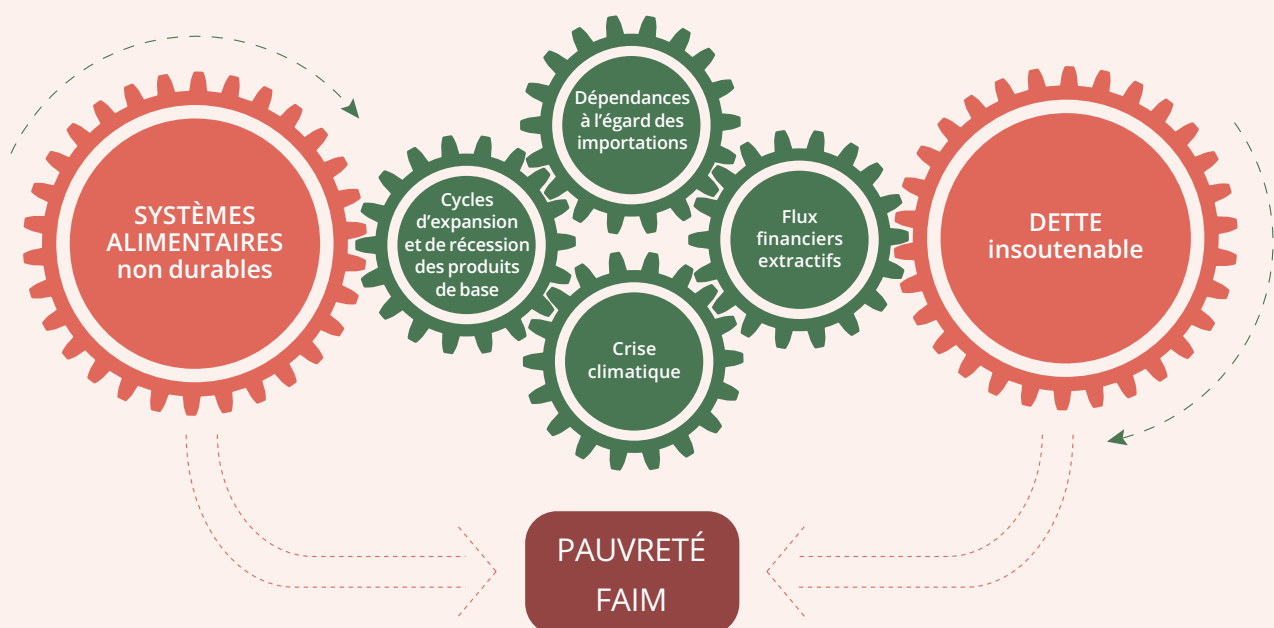 SYSTÈMES
ALIMENTAIRES
non durables
Cycles
d’expansion
et de récession
des produits
de base
Dépendances
à l’égard des
importations
Crise
climatique
Flux
financiers
extractifs
DETTE
insoutenable
PAUVRETÉ
FAIM